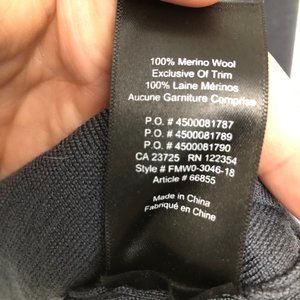 100% Merino Wool
Exclusive Of Trim
100% Laine Mérinos
Aucune Garniture Comprise
P.O. # 4500081787
P.O. # 4500081789
P.O. # 4500081790
CA 23725 RN 122354
Style # FMW0-3046-18
Article # 66855
Made in China
Fabriqué en Chine